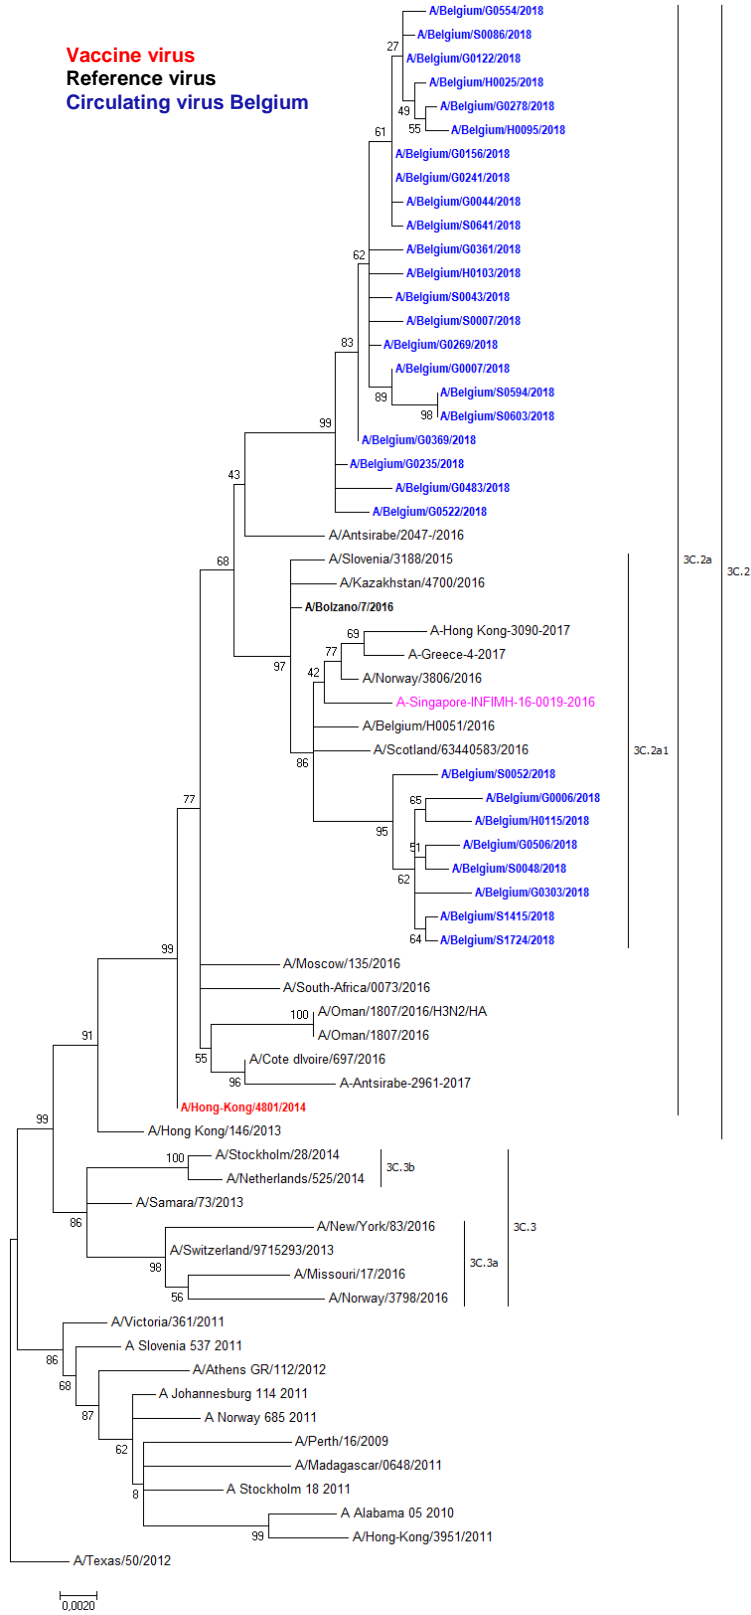 A/Belgium/G0554/2018
A/Belgium/S0086/2018
27
Vaccine virus
A/Belgium/G0122/2018
Reference virus
A/Belgium/H0025/2018
Circulating virus Belgium
A/Belgium/G0278/2018
49
55
A/Belgium/H0095/2018
61
A/Belgium/G0156/2018
A/Belgium/G0241/2018
A/Belgium/G0044/2018
A/Belgium/S0641/2018
A/Belgium/G0361/2018
62
A/Belgium/H0103/2018
A/Belgium/S0043/2018
A/Belgium/S0007/2018
83
A/Belgium/G0269/2018
A/Belgium/G0007/2018
89
A/Belgium/S0594/2018
98
A/Belgium/S0603/2018
99
A/Belgium/G0369/2018
A/Belgium/G0235/2018
43
A/Belgium/G0483/2018
A/Belgium/G0522/2018
A/Antsirabe/2047-/2016
68
A/Slovenia/3188/2015
3C.2a
3C.2
A/Kazakhstan/4700/2016
A/Bolzano/7/2016
69
A-Hong Kong-3090-2017
77
A-Greece-4-2017
97
42
A/Norway/3806/2016
A-Singapore-INFIMH-16-0019-2016
A/Belgium/H0051/2016
A/Scotland/63440583/2016
3C.2a1
86
A/Belgium/S0052/2018
77
65
A/Belgium/G0006/2018
A/Belgium/H0115/2018
95
51
A/Belgium/G0506/2018
A/Belgium/S0048/2018
62
A/Belgium/G0303/2018
A/Belgium/S1415/2018
64
A/Belgium/S1724/2018
99
A/Moscow/135/2016
A/South-Africa/0073/2016
100
A/Oman/1807/2016/H3N2/HA
A/Oman/1807/2016
91
55
A/Cote dIvoire/697/2016
96
A-Antsirabe-2961-2017
A/Hong-Kong/4801/2014
99
A/Hong Kong/146/2013
A/Stockholm/28/2014
100
3C.3b
A/Netherlands/525/2014
A/Samara/73/2013
86
3C.3
A/New/York/83/2016
A/Switzerland/9715293/2013
98
3C.3a
A/Missouri/17/2016
56
A/Norway/3798/2016
A/Victoria/361/2011
86
A Slovenia 537 2011
68
A/Athens GR/112/2012
A Johannesburg 114 2011
87
A Norway 685 2011
62
A/Perth/16/2009
A/Madagascar/0648/2011
8
A Stockholm 18 2011
A Alabama 05 2010
99
A/Hong-Kong/3951/2011
A/Texas/50/2012
0,0020